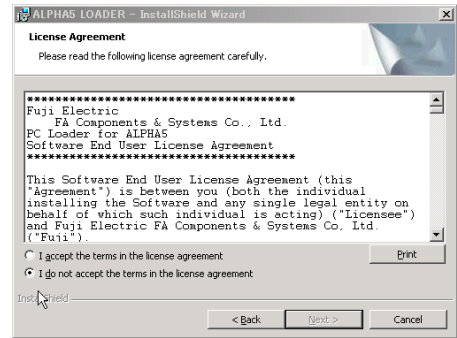 ALPHA5 LOADER - InstallShield Wizard
License Agreement
Please read the following license agreement carefully.
**************************************
Fuji Electric
FA Components & Systems Co., Ltd.
PC Loader for ALPHA5
Software End User License Agreement
**************************************
This Software End User License Agreement (this
"Agreement") is between you (both the individual
installing the Software and any single legal entity on
behalf of which such individual is acting) ("Licensee")
and Fuji Electric FA Components & Systems Co, Ltd.
("Fuji").
I accept the terms in the license agreement
Print
I do not accept the terms in the license agreement
InstallShield
< Back
Next >
Cancel